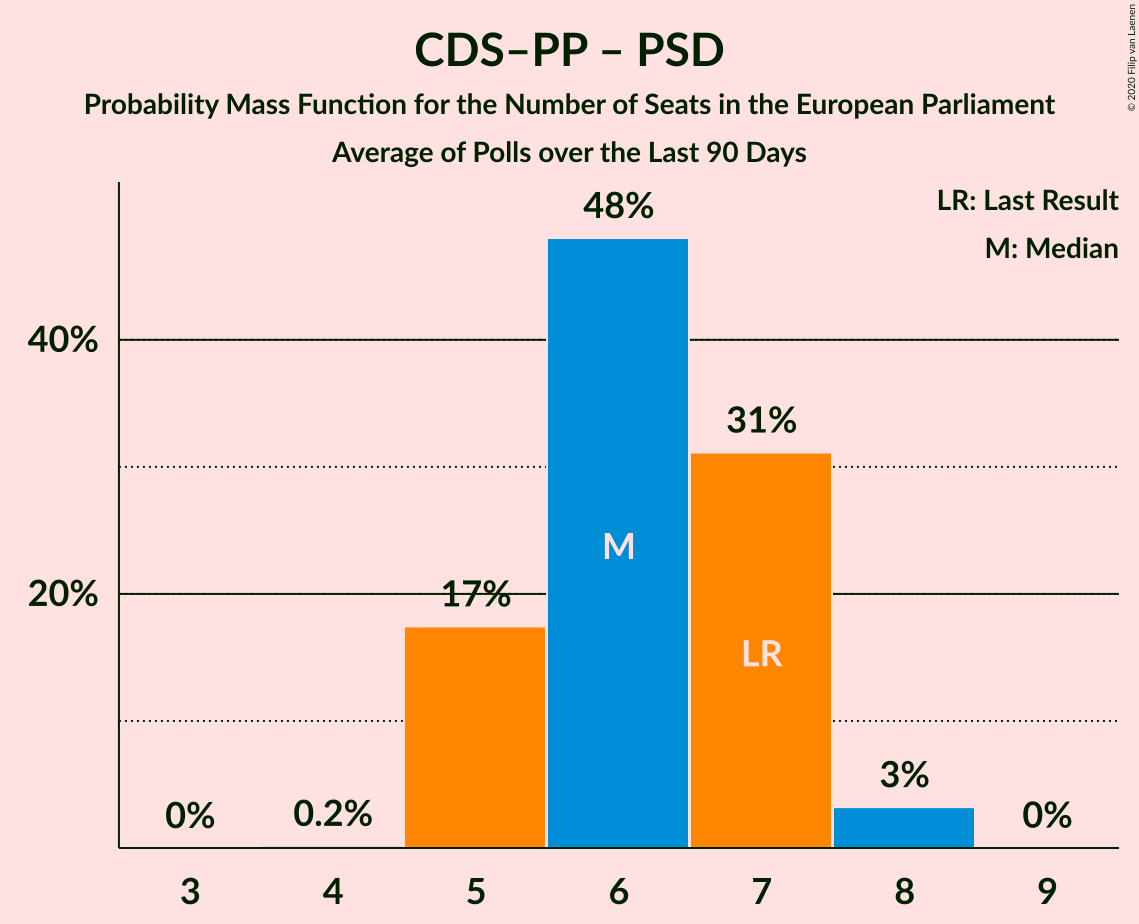 CDS–PP – PSD
Probability Mass Function for the Number of Seats in the European Parliament
Average of Polls over the Last 90 Days
© 2020 Filip van Laenen
LR: Last Result
M: Median
40%
20%
0%
0.2%
17%
48%
31%
3%
0%
M
LR
3 4 5 6 7 8 9